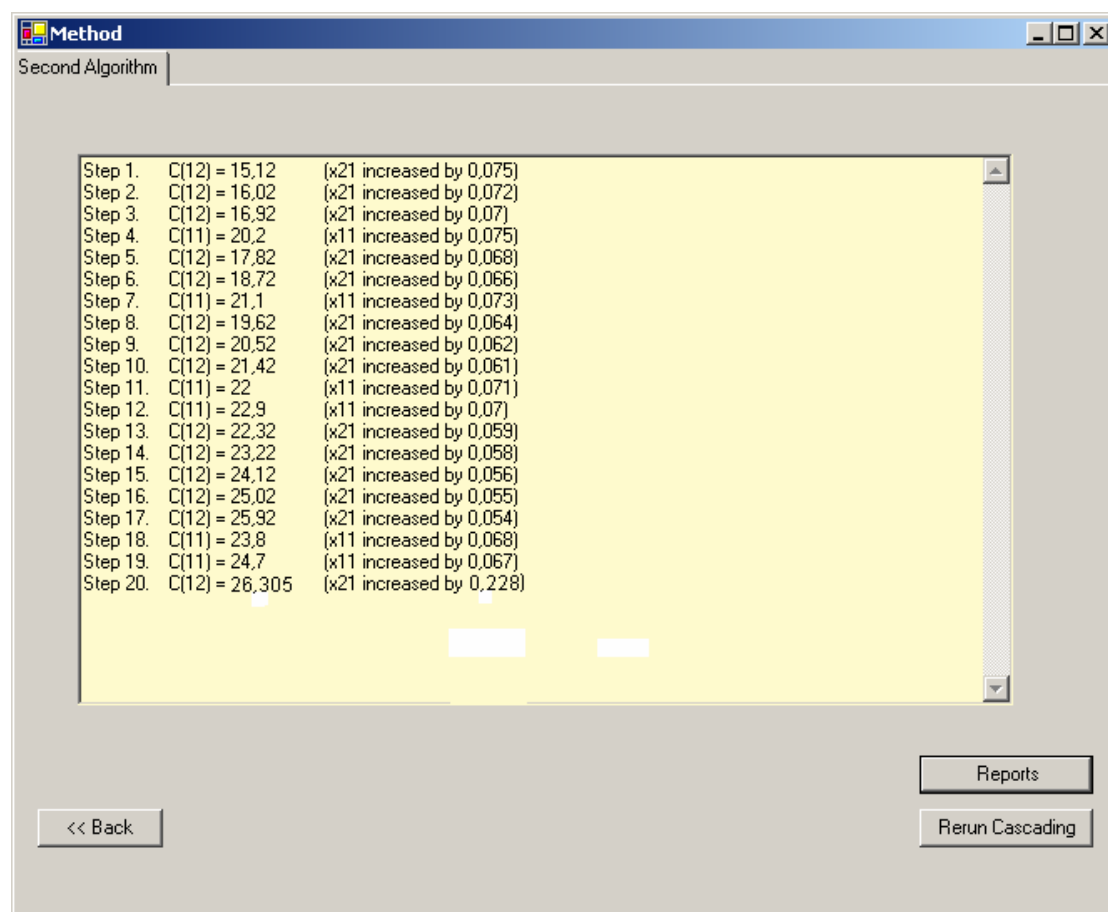 Method
Second Algorithm
Step 1. C(12) = 15,12 (x21 increased by 0,075)
Step 2. C(12) = 16,02 (x21 increased by 0,072)
Step 3. C(12) = 16,92 (x21 increased by 0,07)
Step 4. C(11) = 20,2 (x11 increased by 0,075)
Step 5. C(12) = 17,82 (x21 increased by 0,068)
Step 6. C(12) = 18,72 (x21 increased by 0,066)
Step 7. C(11) = 21,1 (x11 increased by 0,073)
Step 8. C(12) = 19,62 (x21 increased by 0,064)
Step 9. C(12) = 20,52 (x21 increased by 0,062)
Step 10. C(12) = 21,42 (x21 increased by 0,061)
Step 11. C(11) = 22 (x11 increased by 0,071)
Step 12. C(11) = 22,9 (x11 increased by 0,07)
Step 13. C(12) = 22,32 (x21 increased by 0,059)
Step 14. C(12) = 23,22 (x21 increased by 0,058)
Step 15. C(12) = 24,12 (x21 increased by 0,056)
Step 16. C(12) = 25,02 (x21 increased by 0,055)
Step 17. C(12) = 25,92 (x21 increased by 0,054)
Step 18. C(11) = 23,8 (x11 increased by 0,068)
Step 19. C(11) = 24,7 (x11 increased by 0,067)
Step 20. C(12) = 26,305 (x21 increased by 0,228)
Reports
<< Back
Rerun Cascading